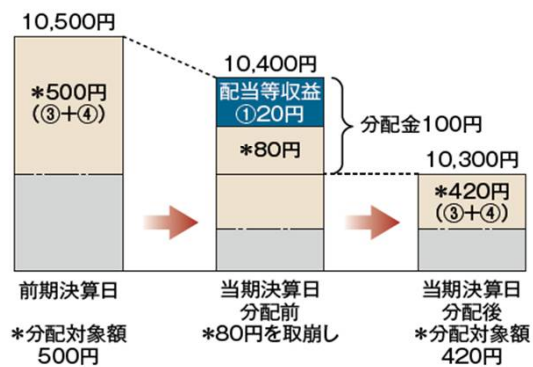 10,500円
*500円
(③+④)
前期決算日
*分配対象額
500円
10,400円
配当等収益
①20円
*80円
分配金100円
当期決算日
分配前
*80円を取崩し
10,300円
*420円
(③+④)
当期決算日
分配後
*分配対象額
420円